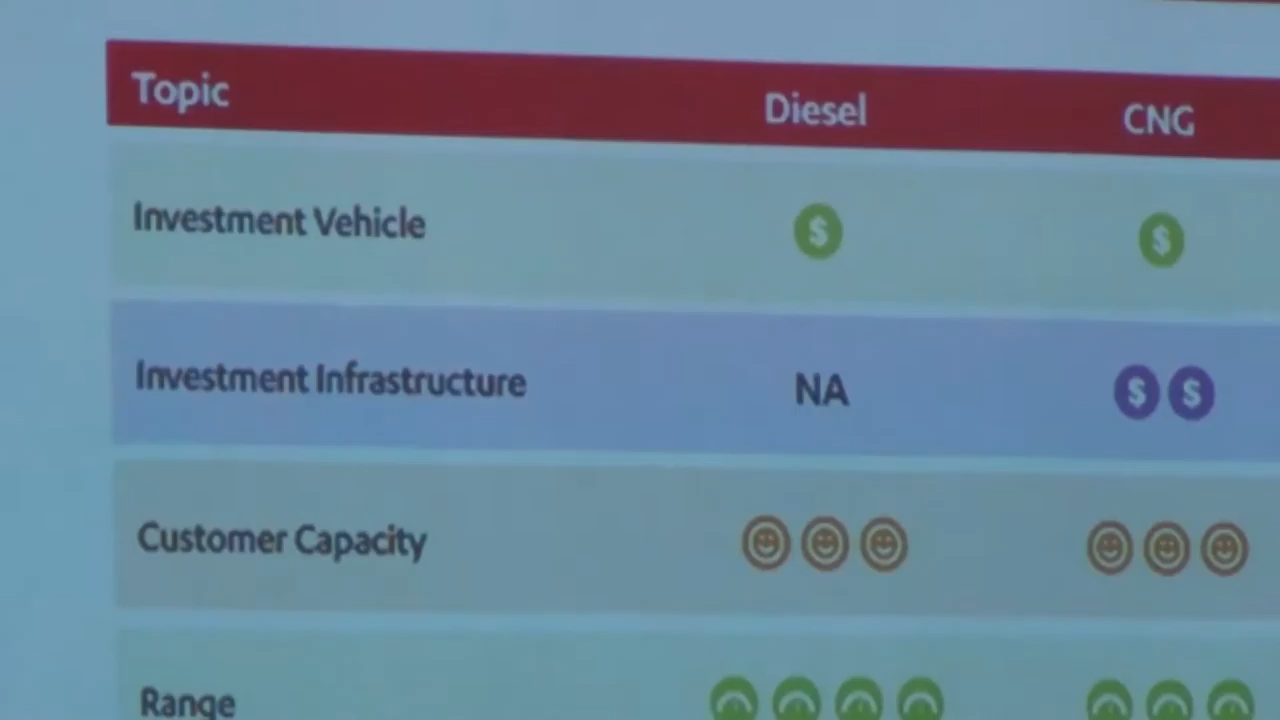 Topic Diesel CNG
Investment Vehicle $ $
Investment Infrastructure NA $ $
Customer Capacity
Range